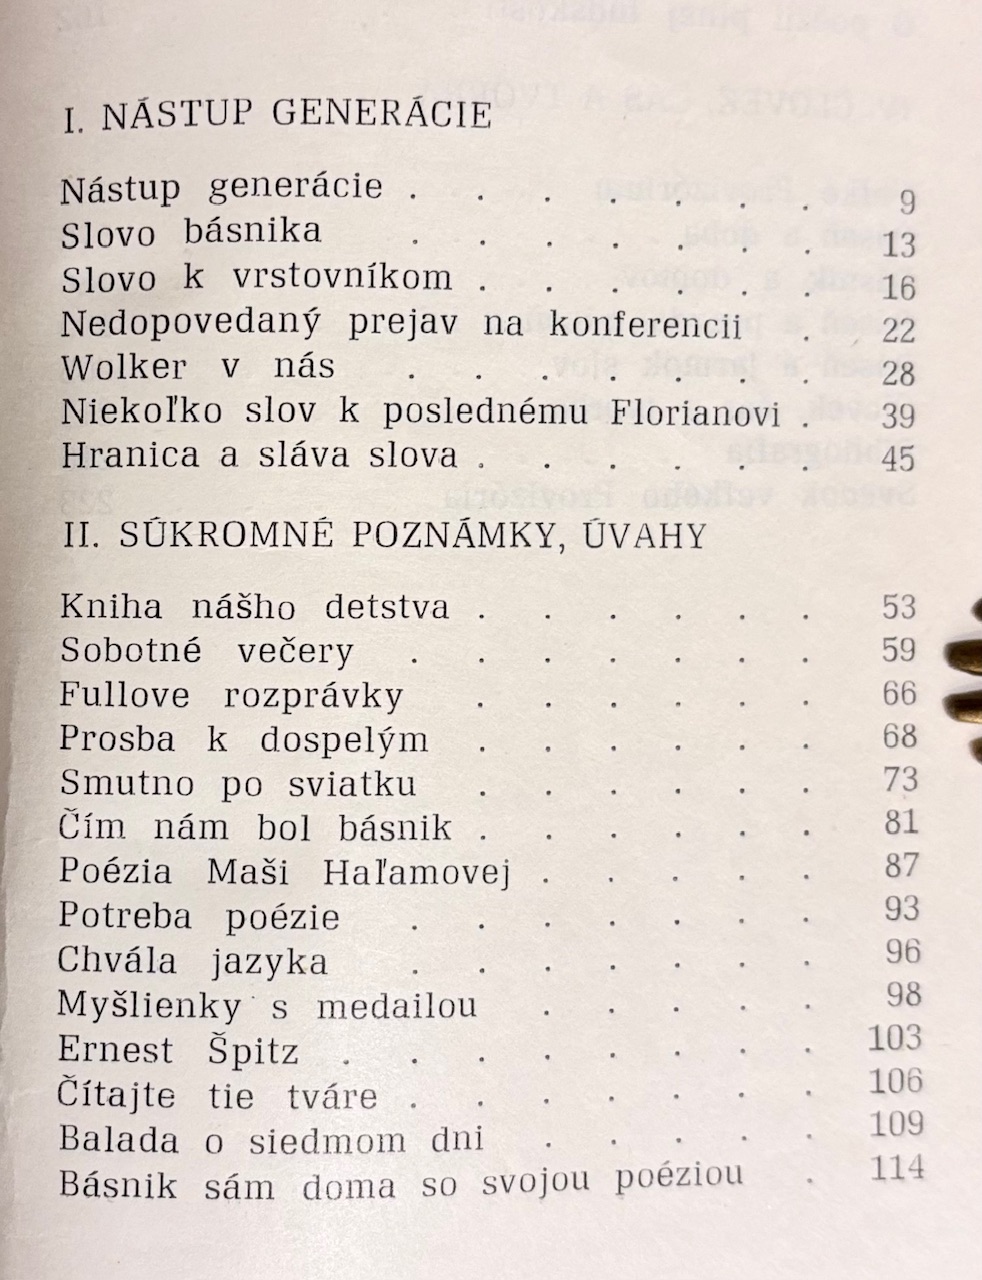 I. NÁSTUP GENERÁCIE
Nástup generácie . . . . . . . 9
Slovo básnika . . . . . . . 13
Slovo k vrstovníkom . . . . . . 16
Nedopovedaný prejav na konferencii . 22
Wolker v nás . . . . . . . 28
Niekoľko slov k poslednému Florianovi . 39
Hranica a sláva slova . . . . . . 45
II. SÚKROMNÉ POZNÁMKY, ÚVAHY
Kniha nášho detstva . . . . . . 53
Sobotné večery . . . . . . . 59
Fullove rozprávky . . . . . . 66
Prosba k dospelým . . . . . . 68
Smutno po sviatku . . . . . . 73
Čím nám bol básnik . . . . . . 81
Poézia Maši Haľamovej . . . . . 87
Potreba poézie . . . . . . . 93
Chvála jazyka . . . . . . . 96
Myšlienky s medailou . . . . . 98
Ernest Špitz . . . . . . . . 103
Čítajte tie tváre . . . . . . . 106
Balada o siedmom dni . . . . . 109
Básnik sám doma so svojou poéziou . 114